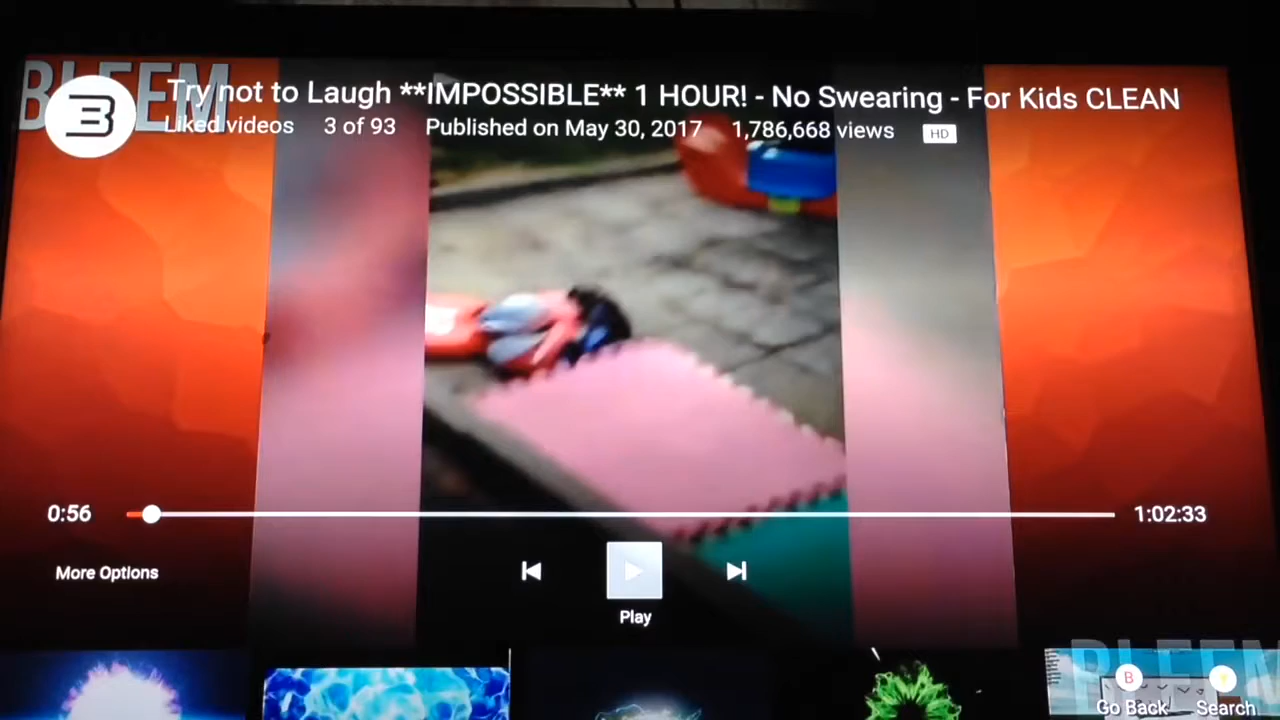 BLEEM
Try not to Laugh **IMPOSSIBLE** 1 HOUR! - No Swearing - For Kids CLEAN
Liked videos 3 of 93 Published on May 30, 2017 1,786,668 views HD
0:56 1:02:33
More Options
Play
BLEEM
B
Go Back Search